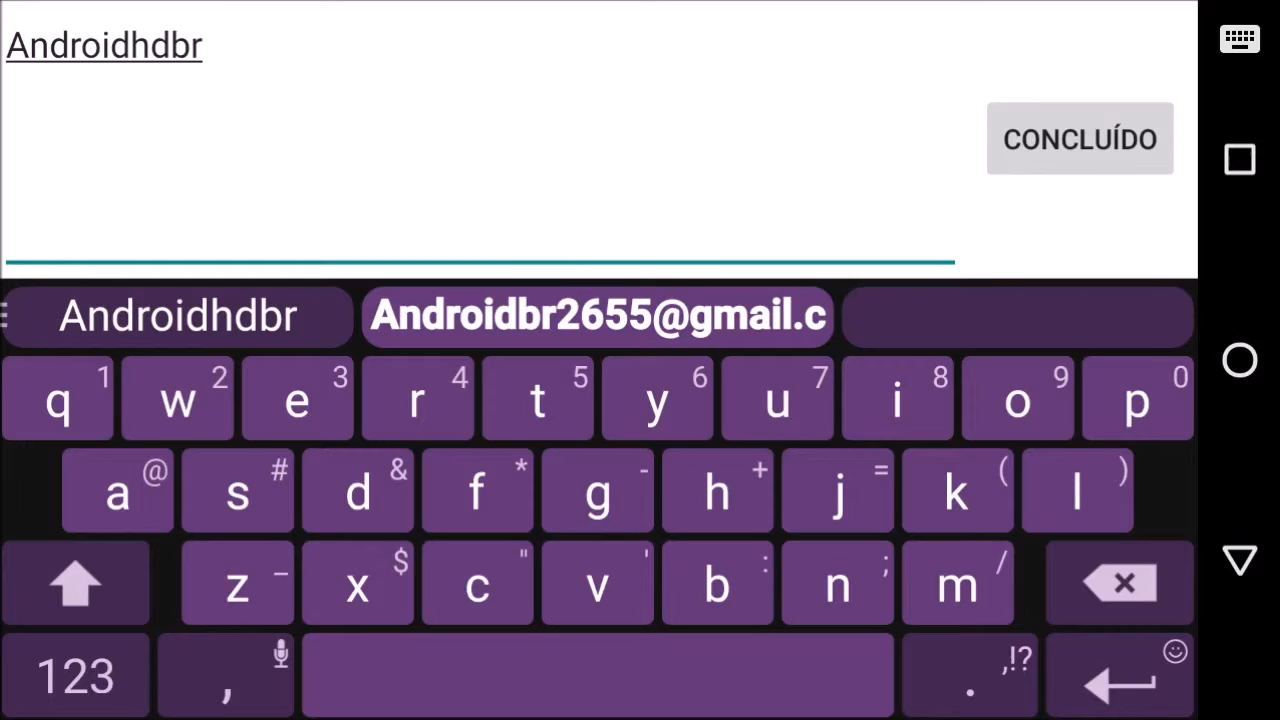 Androidhdbr
CONCLUÍDO
Androidhdbr Androidbr2655@gmail.c
q 1 w 2 e 3 r 4 t 5 y 6 u 7 i 8 o 9 p 0
a @ s # d & f * g - h + j = k ( l )
z _ x $ c " v ' b : n ; m /
123 , . ,!?